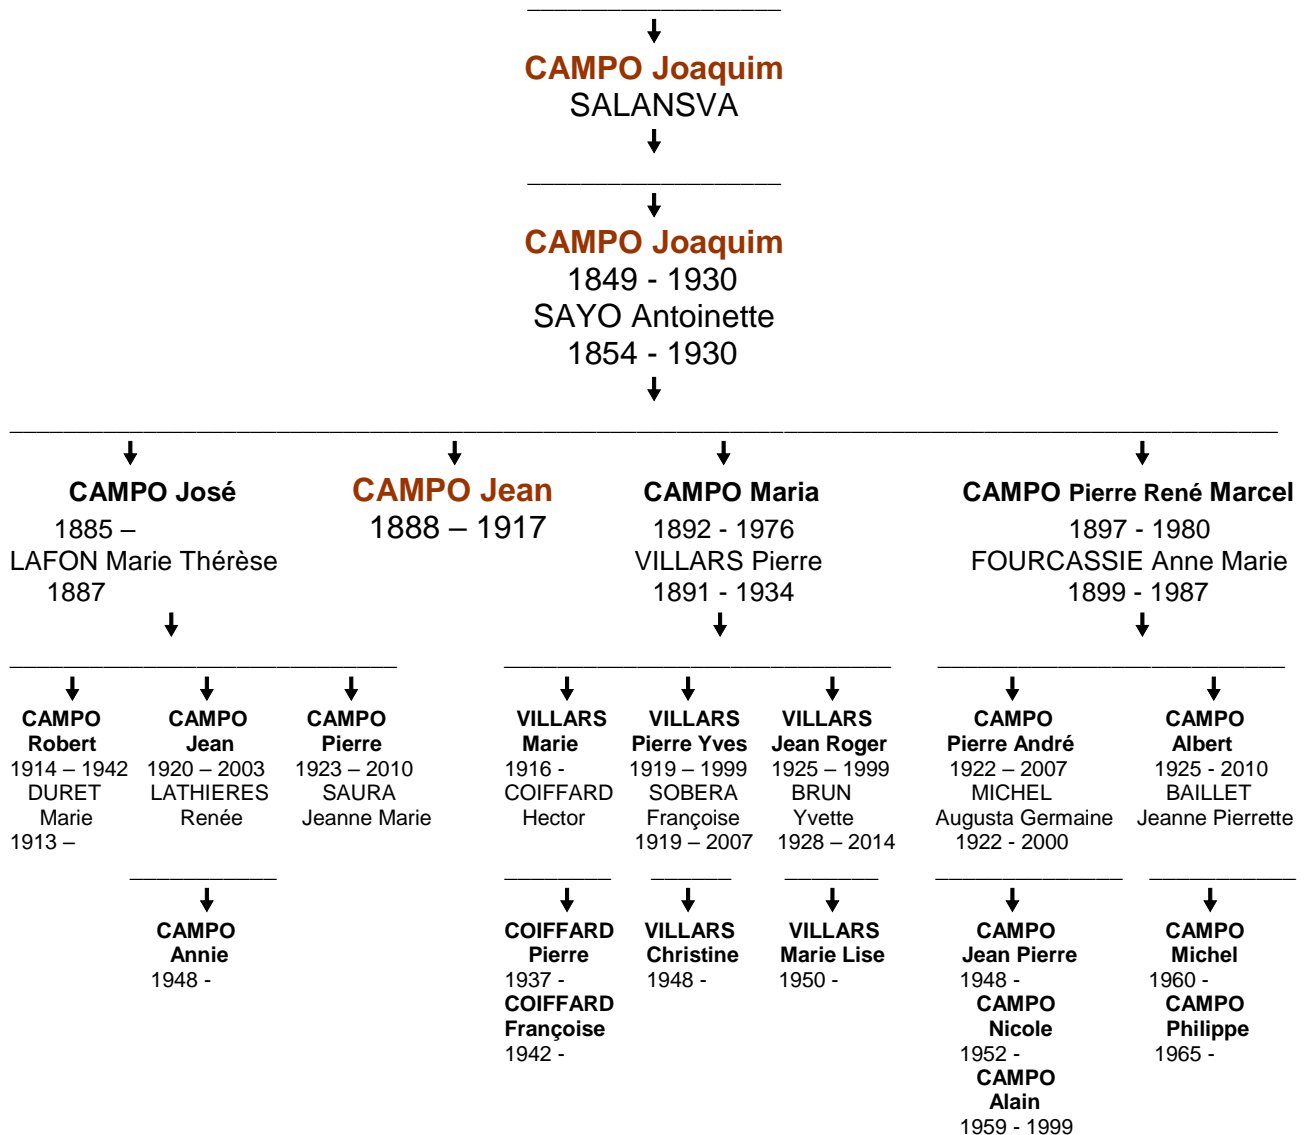 CAMPO Joaquim
SALANSVA
CAMPO Joaquim
1849 - 1930
SAYO Antoinette
1854 - 1930
CAMPO José
1885 –
LAFON Marie Thérèse
1887
CAMPO Jean
1888 – 1917
CAMPO Maria
1892 - 1976
VILLARS Pierre
1891 - 1934
CAMPO Pierre René Marcel
1897 - 1980
FOURCASSIE Anne Marie
1899 - 1987
CAMPO
Robert
1914 – 1942
DURET
Marie
1913 –
CAMPO
Jean
1920 – 2003
LATHIERES
Renée
CAMPO
Pierre
1923 – 2010
SAURA
Jeanne Marie
VILLARS
Marie
1916 -
COIFFARD
Hector
VILLARS
Pierre Yves
1919 – 1999
SOBERA
Françoise
1919 – 2007
VILLARS
Jean Roger
1925 – 1999
BRUN
Yvette
1928 – 2014
CAMPO
Pierre André
1922 – 2007
MICHEL
Augusta Germaine
1922 - 2000
CAMPO
Albert
1925 - 2010
BAILLET
Jeanne Pierrette
CAMPO
Annie
1948 -
COIFFARD
Pierre
1937 -
COIFFARD
Françoise
1942 -
VILLARS
Christine
1948 -
VILLARS
Marie Lise
1950 -
CAMPO
Jean Pierre
1948 -
CAMPO
Nicole
1952 -
CAMPO
Alain
1959 - 1999
CAMPO
Michel
1960 -
CAMPO
Philippe
1965 -